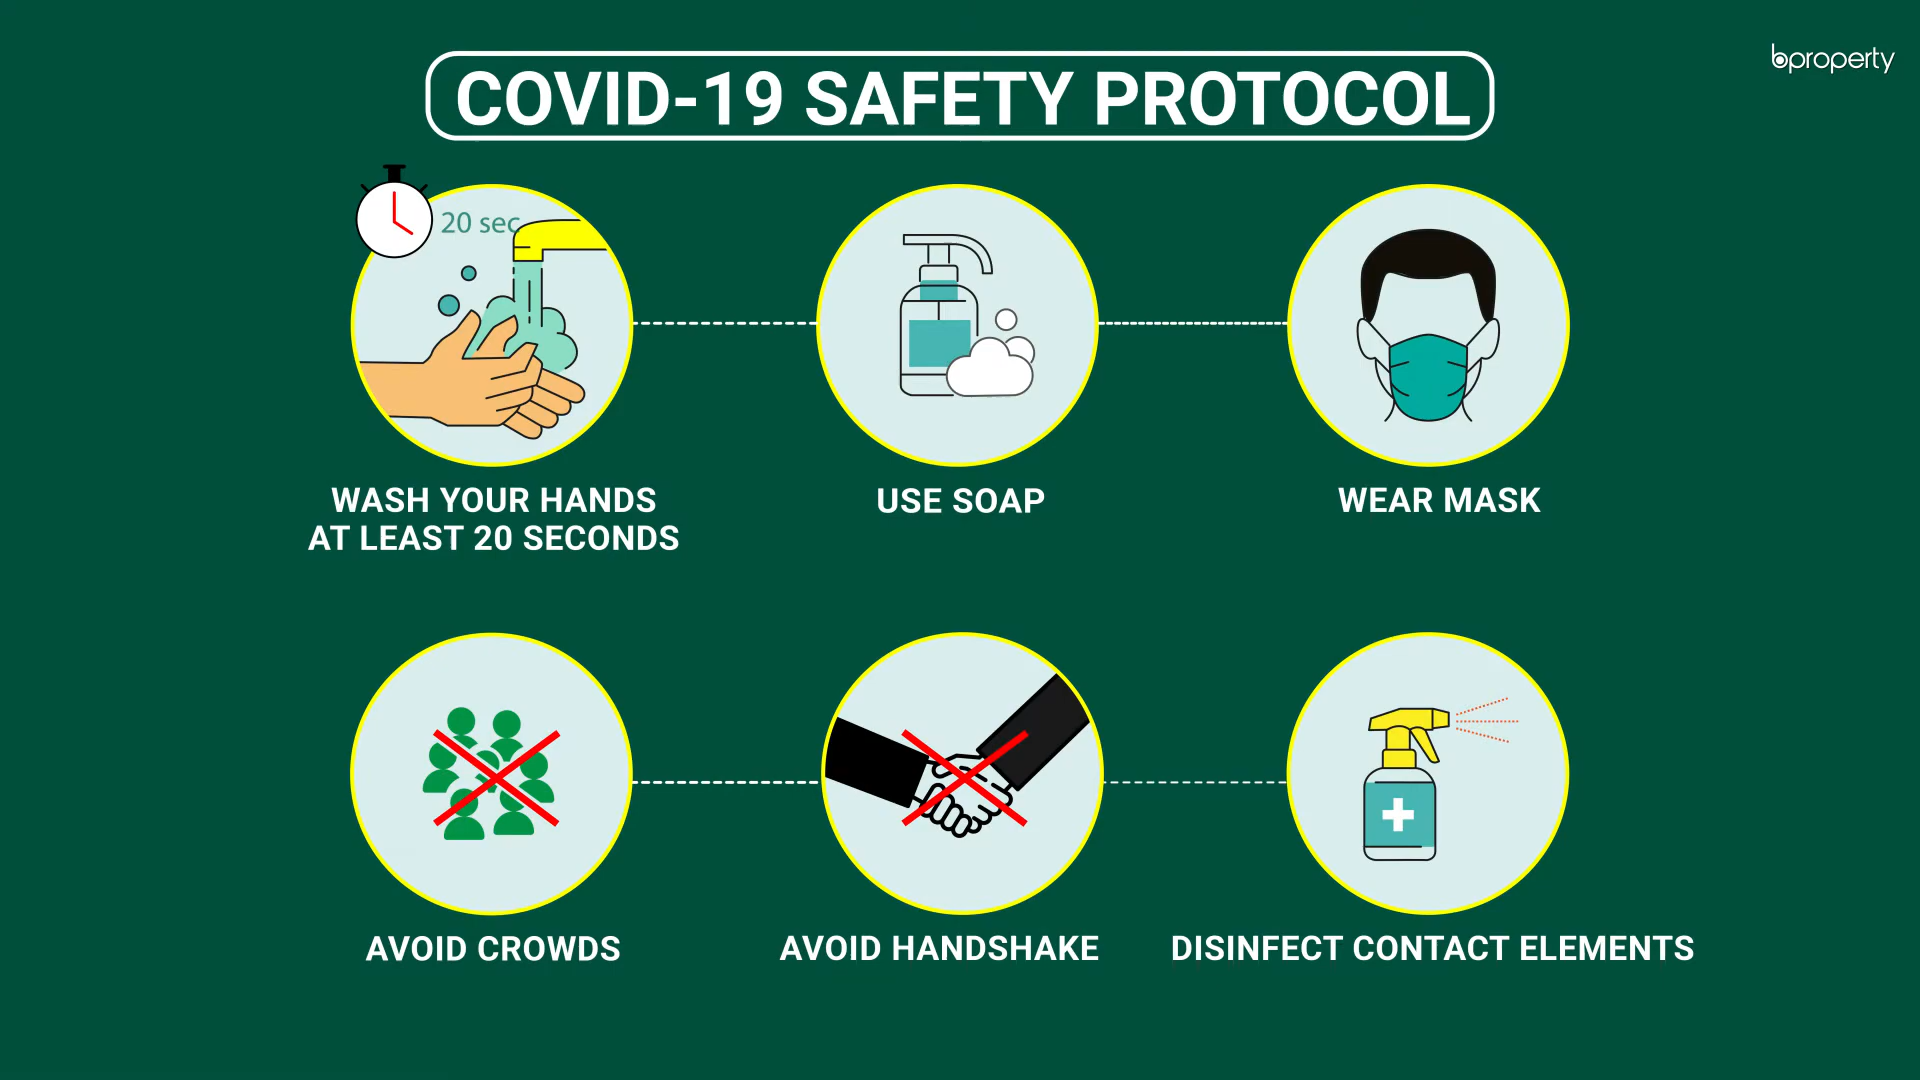 bproperty
COVID-19 SAFETY PROTOCOL
20 sec
WASH YOUR HANDS
AT LEAST 20 SECONDS
USE SOAP
WEAR MASK
AVOID CROWDS
AVOID HANDSHAKE
DISINFECT CONTACT ELEMENTS